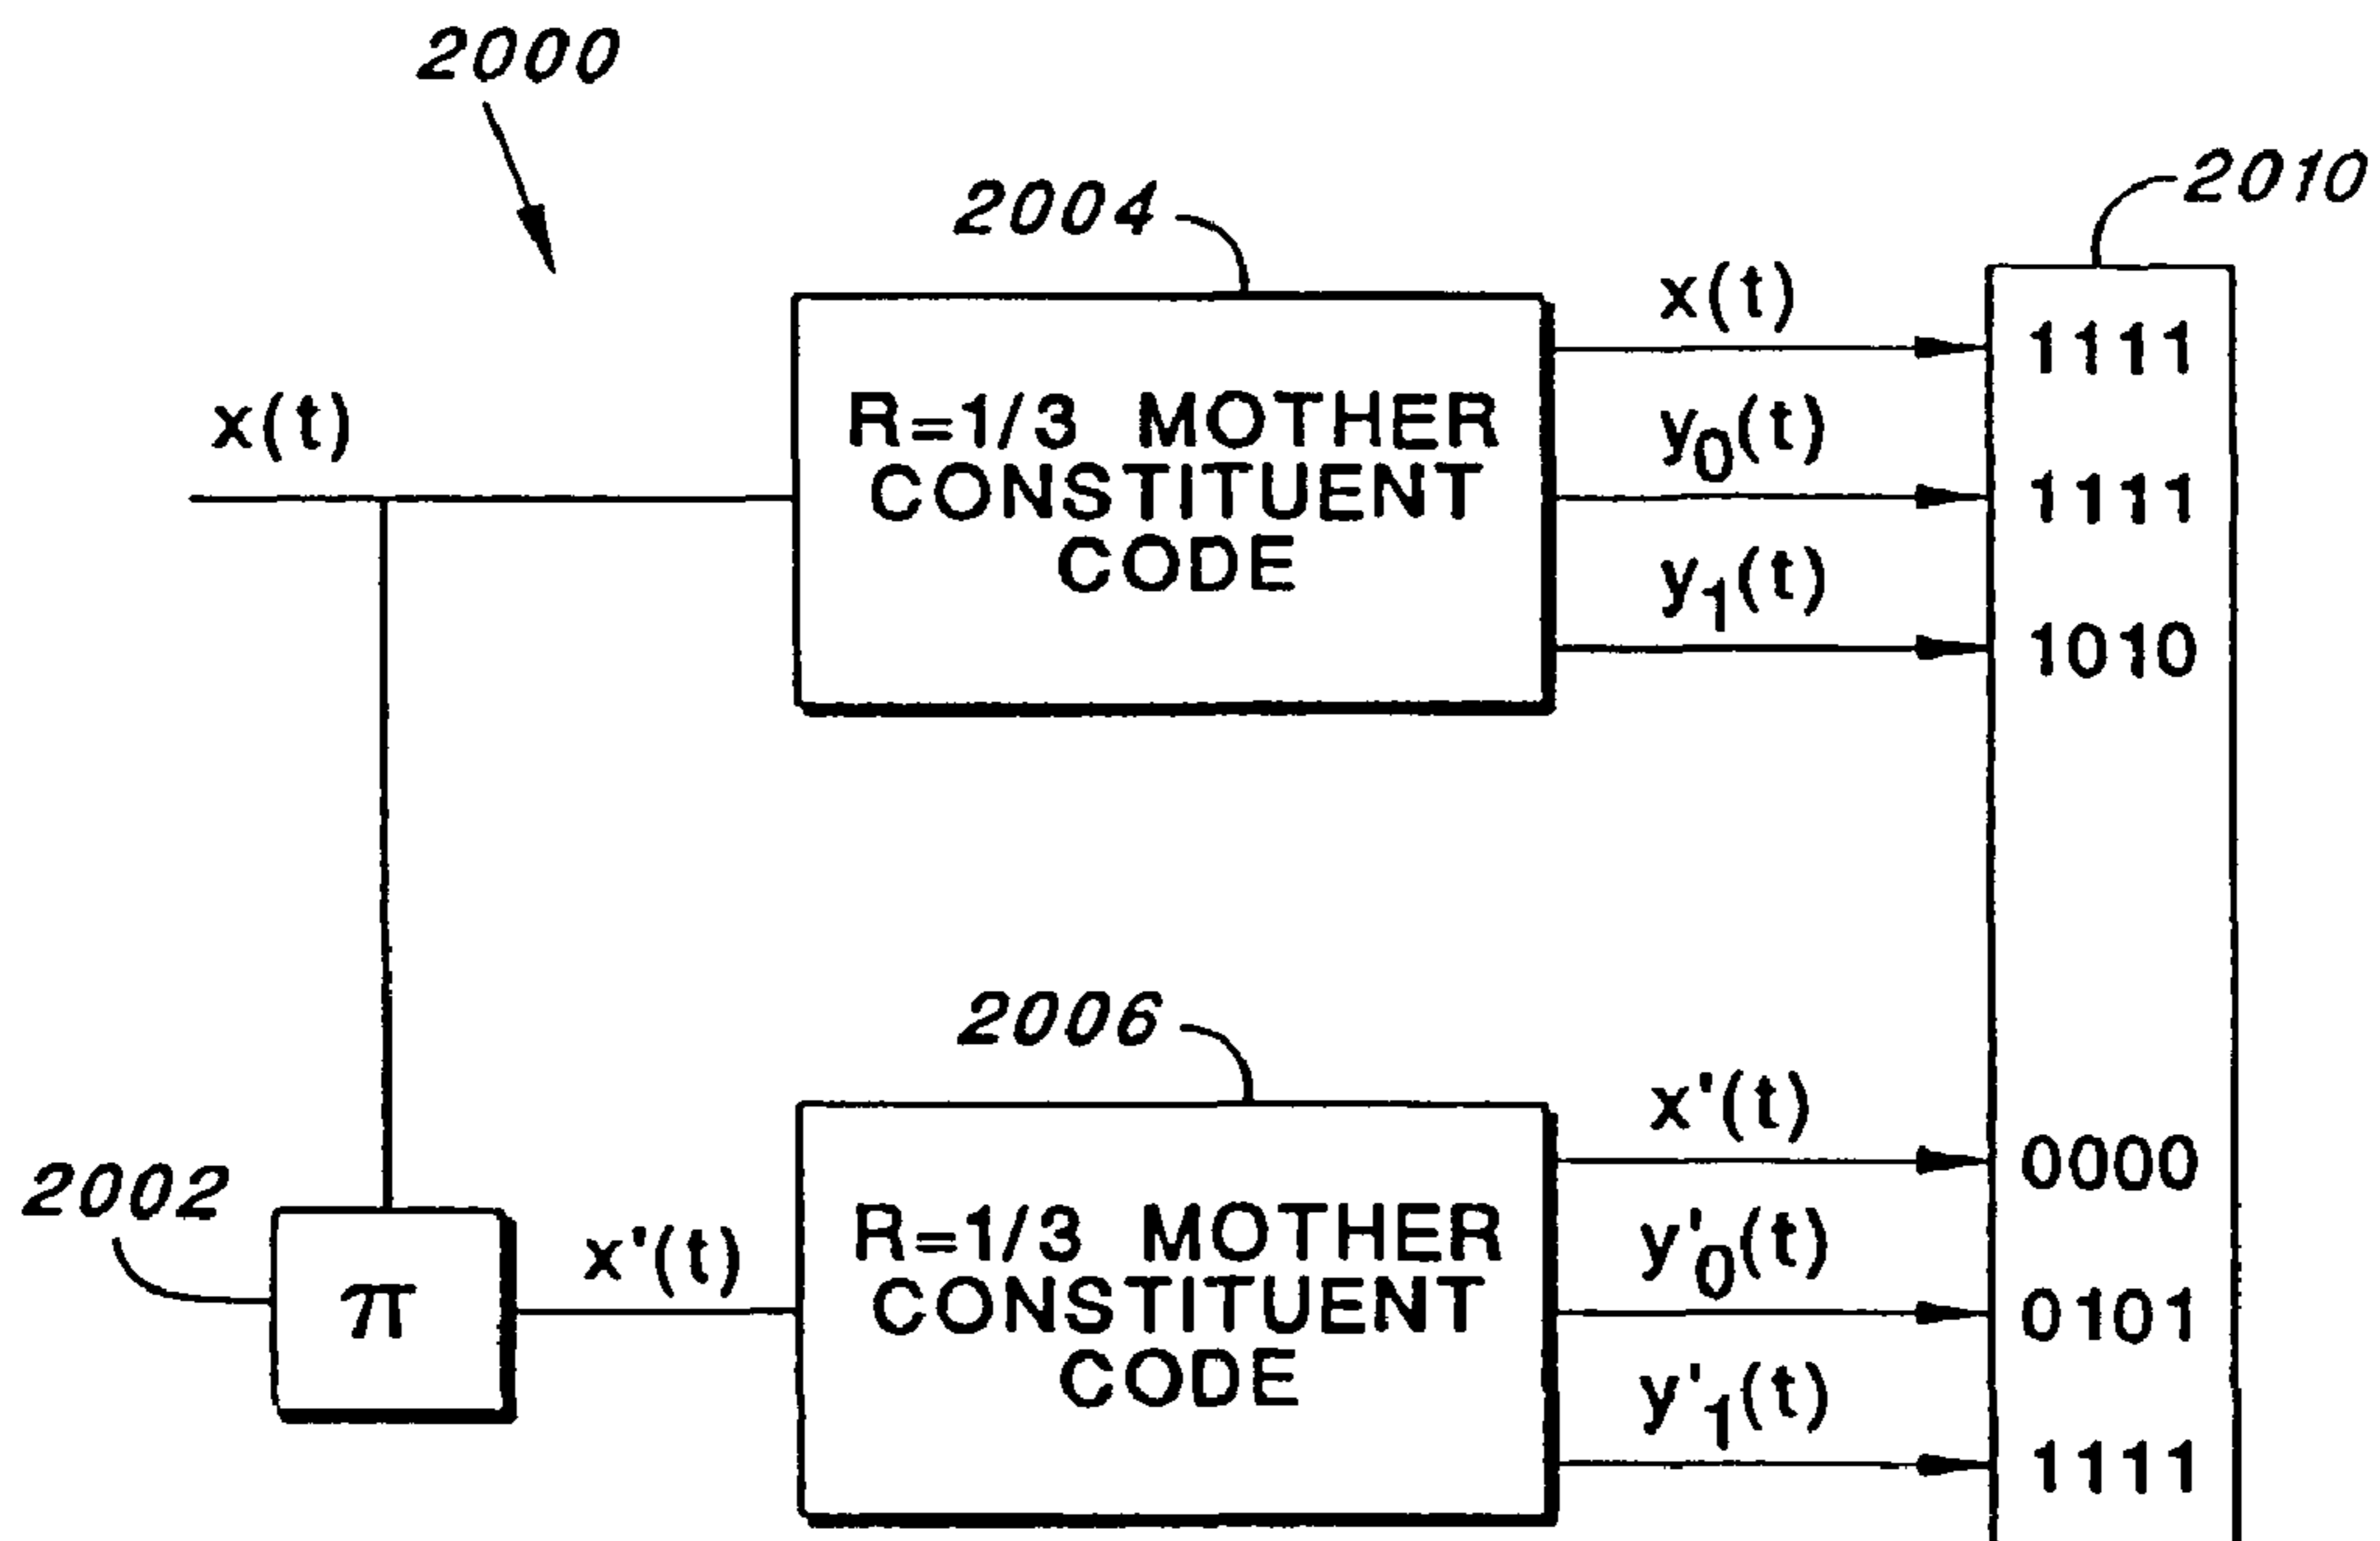 2000
2004
2010
x(t)
1111
x(t)
R=1/3 MOTHER
CONSTITUENT
CODE
y0(t)
1111
y1(t)
1010
2006
x'(t)
0000
2002
π
x'(t)
R=1/3 MOTHER
CONSTITUENT
CODE
y'0(t)
0101
y'1(t)
1111